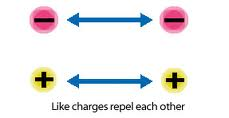 − −
+ +
Like charges repel each other